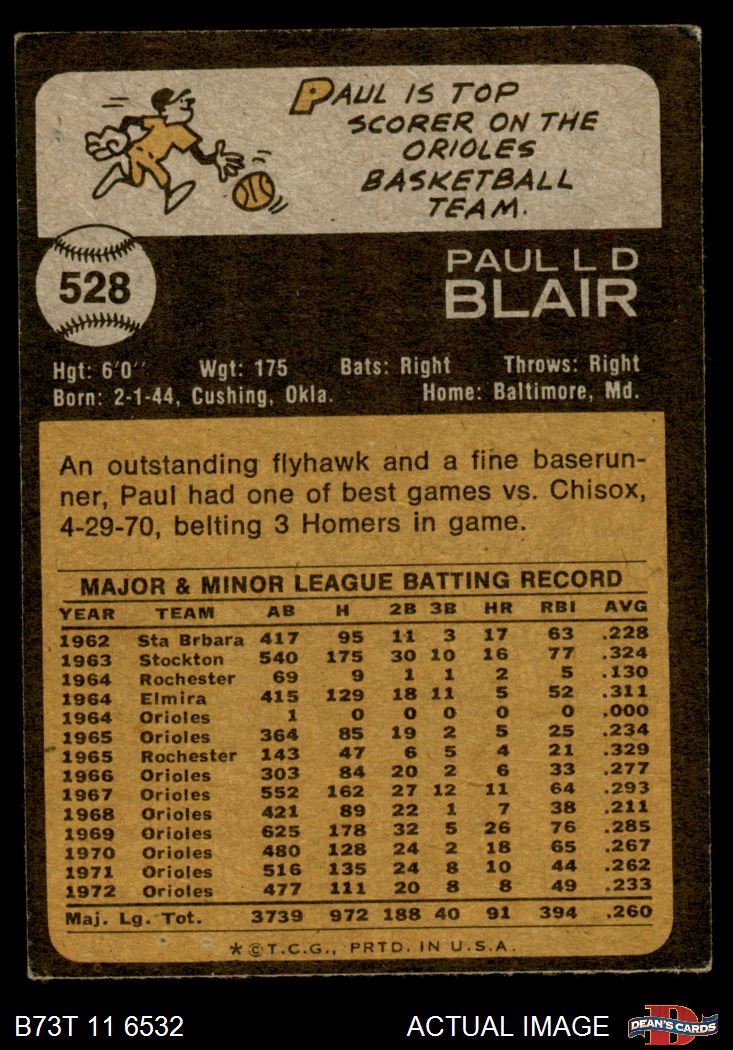 PAUL IS TOP
SCORER ON THE
ORIOLES
BASKETBALL
TEAM.
528
PAUL L D
BLAIR
Hgt: 6'0'' Wgt: 175 Bats: Right Throws: Right
Born: 2-1-44, Cushing, Okla. Home: Baltimore, Md.
An outstanding flyhawk and a fine baserun-
ner, Paul had one of best games vs. Chisox,
4-29-70, belting 3 Homers in game.
MAJOR & MINOR LEAGUE BATTING RECORD
YEAR TEAM AB H 2B 3B HR RBI AVG
1962 Sta Brbara 417 95 11 3 17 63 .228
1963 Stockton 540 175 30 10 16 77 .324
1964 Rochester 69 9 1 1 2 5 .130
1964 Elmira 415 129 18 11 5 52 .311
1964 Orioles 1 0 0 0 0 0 .000
1965 Orioles 364 85 19 2 5 25 .234
1965 Rochester 143 47 6 5 4 21 .329
1966 Orioles 303 84 20 2 6 33 .277
1967 Orioles 552 162 27 12 11 64 .293
1968 Orioles 421 89 22 1 7 38 .211
1969 Orioles 625 178 32 5 26 76 .285
1970 Orioles 480 128 24 2 18 65 .267
1971 Orioles 516 135 24 8 10 44 .262
1972 Orioles 477 111 20 8 8 49 .233
Maj. Lg. Tot. 3739 972 188 40 91 394 .260
*©T.C.G., PRTD. IN U.S.A.
B73T 11 6532 ACTUAL IMAGE
D
DEAN'S CARDS